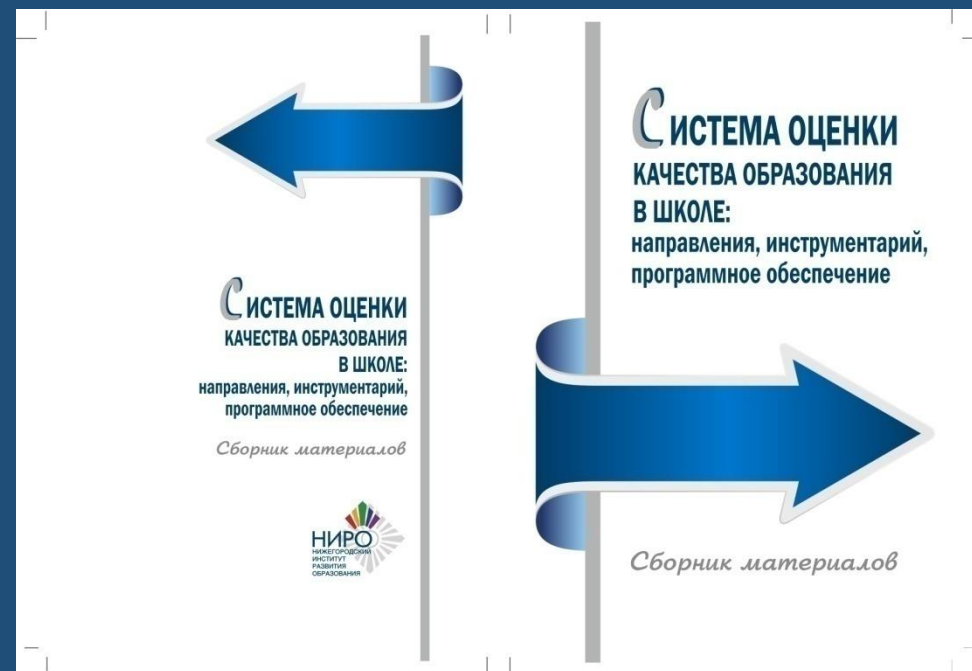 СИСТЕМА ОЦЕНКИ
КАЧЕСТВА ОБРАЗОВАНИЯ
В ШКОЛЕ:
направления, инструментарий,
программное обеспечение
Сборник материалов
НИРО
НИЖЕГОРОДСКИЙ
ИНСТИТУТ
РАЗВИТИЯ
ОБРАЗОВАНИЯ
СИСТЕМА ОЦЕНКИ
КАЧЕСТВА ОБРАЗОВАНИЯ
В ШКОЛЕ:
направления, инструментарий,
программное обеспечение
Сборник материалов